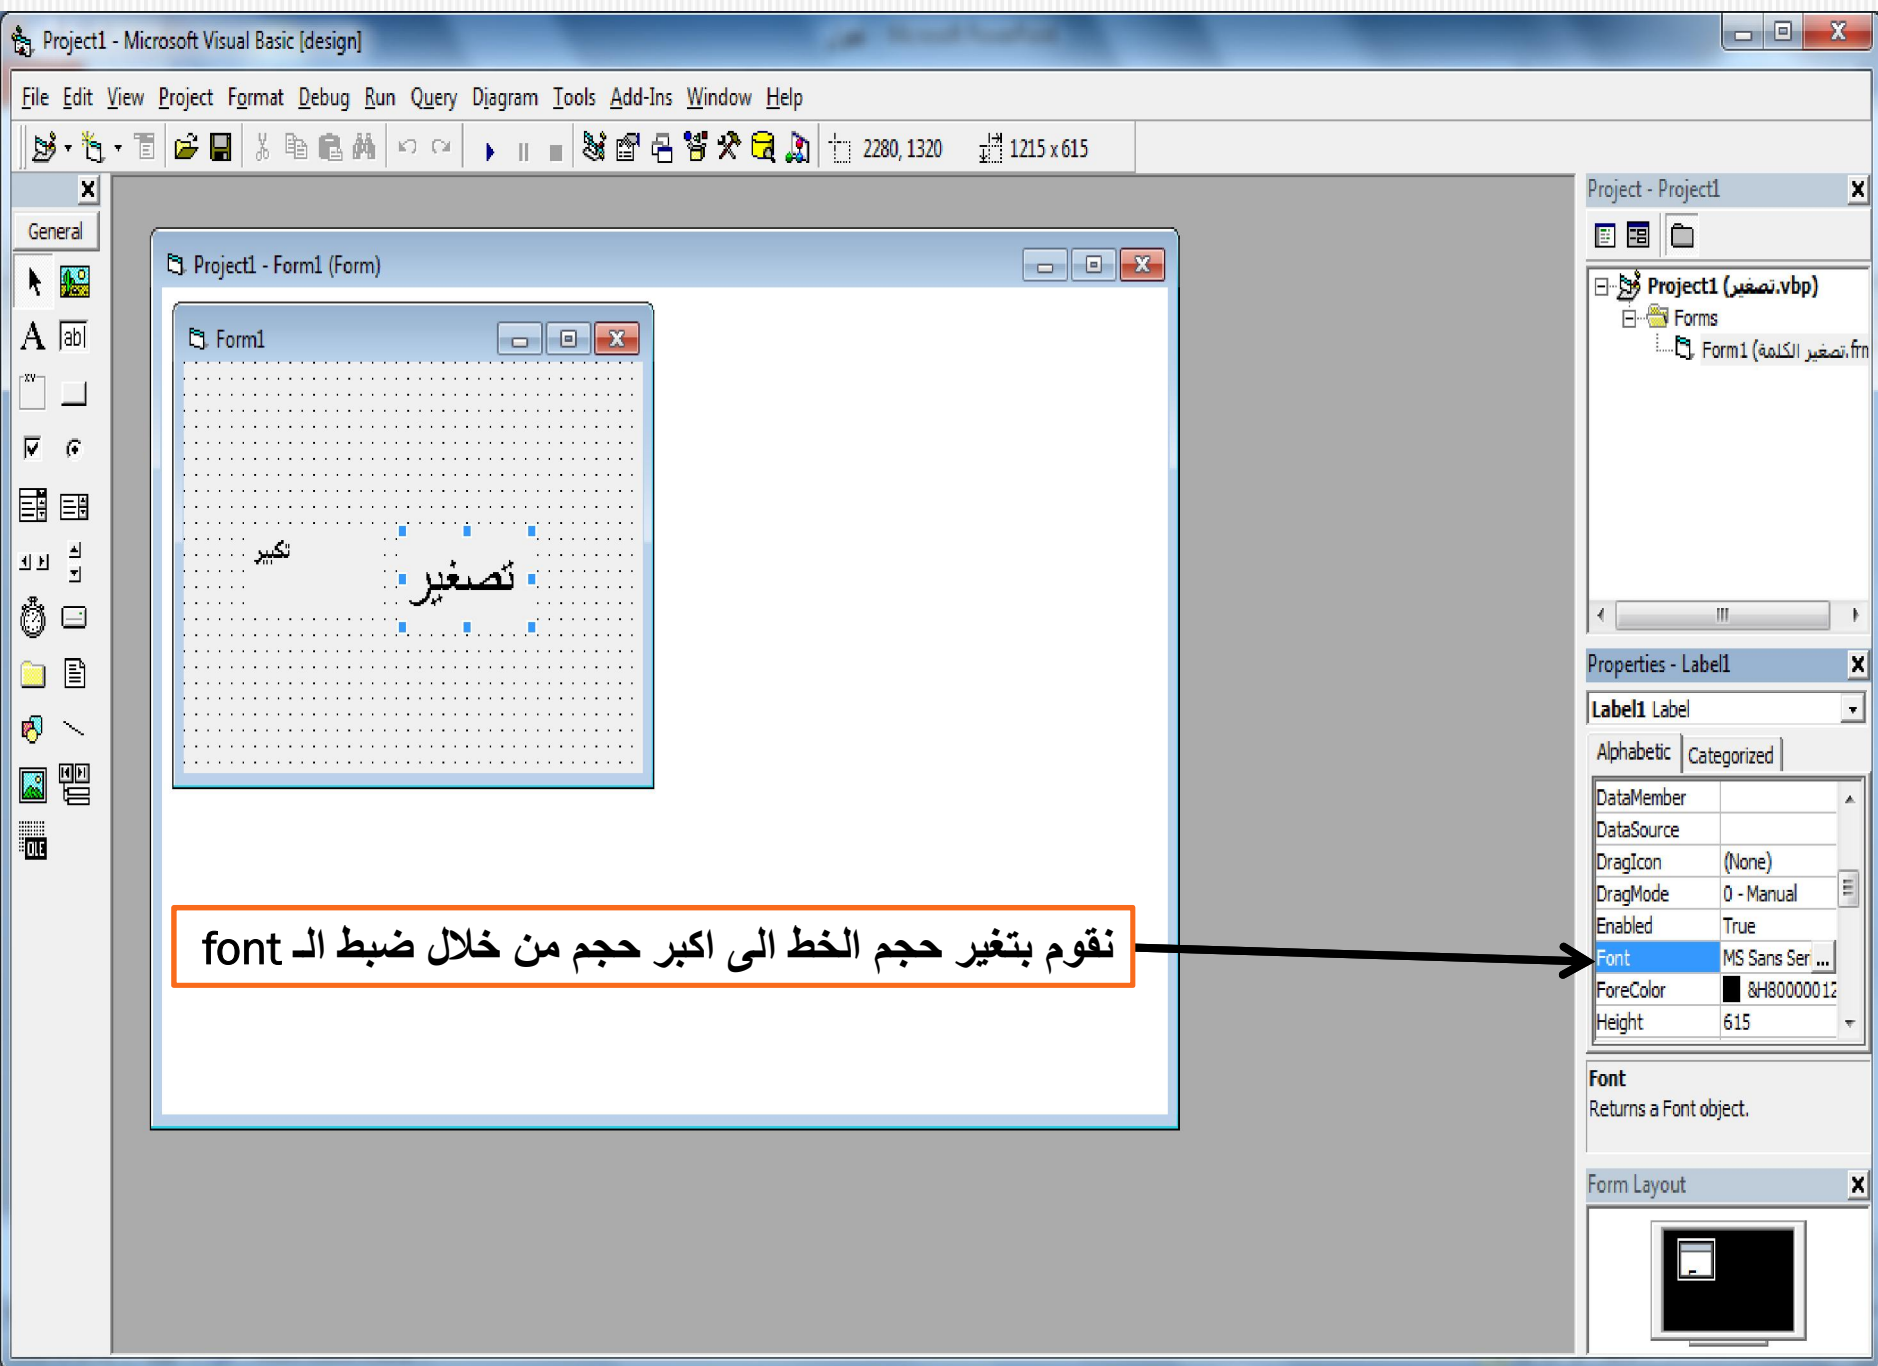 Project1 - Microsoft Visual Basic [design]
File Edit View Project Format Debug Run Query Diagram Tools Add-Ins Window Help
2280, 1320 1215 x 615
General
A ab|
xv
OLE
Project1 - Form1 (Form)
Form1
تكبير
تصغير
نقوم بتغير حجم الخط الى اكبر حجم من خلال ضبط الـ font
Project - Project1
Project1 (تصغير.vbp)
Forms
Form1 (تصغير الكلمة.frm
Properties - Label1
Label1 Label
Alphabetic Categorized
DataMember
DataSource
DragIcon (None)
DragMode 0 - Manual
Enabled True
Font MS Sans Seri ...
ForeColor &H80000012
Height 615
Font
Returns a Font object.
Form Layout